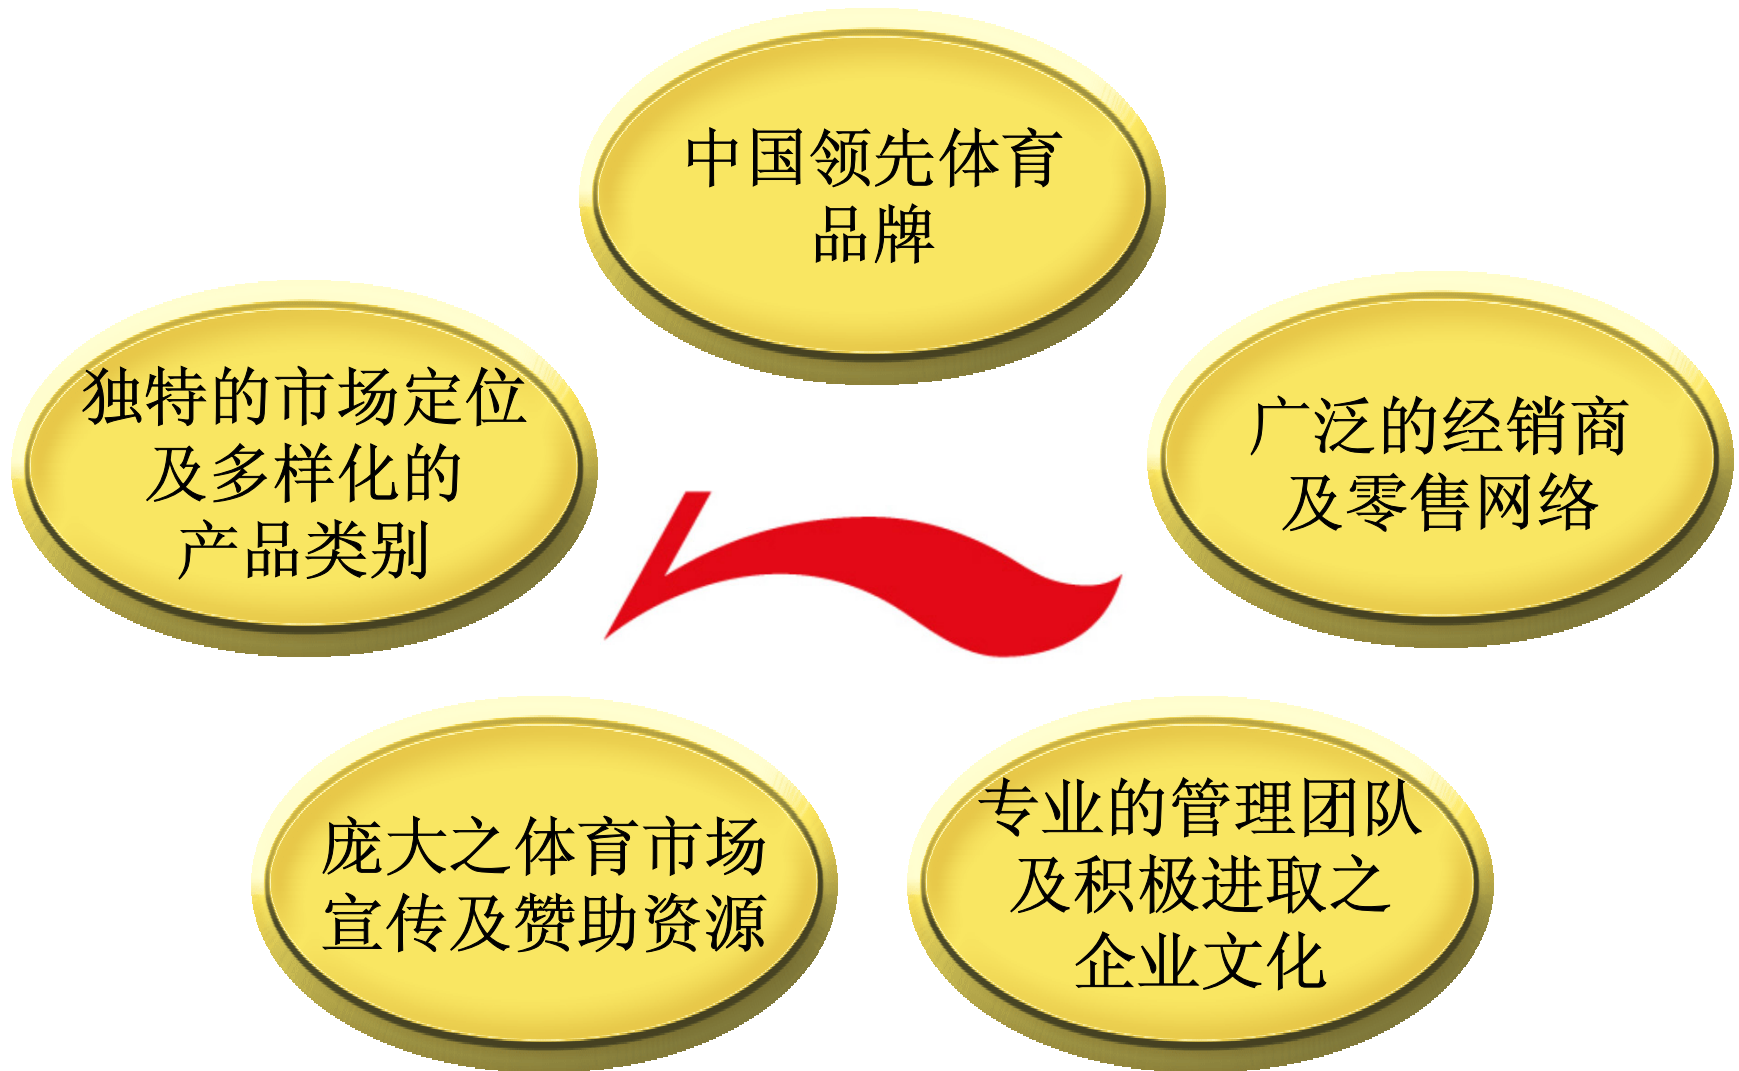 中国领先体育
品牌
独特的市场定位
及多样化的
产品类别
广泛的经销商
及零售网络
庞大之体育市场
宣传及赞助资源
专业的管理团队
及积极进取之
企业文化